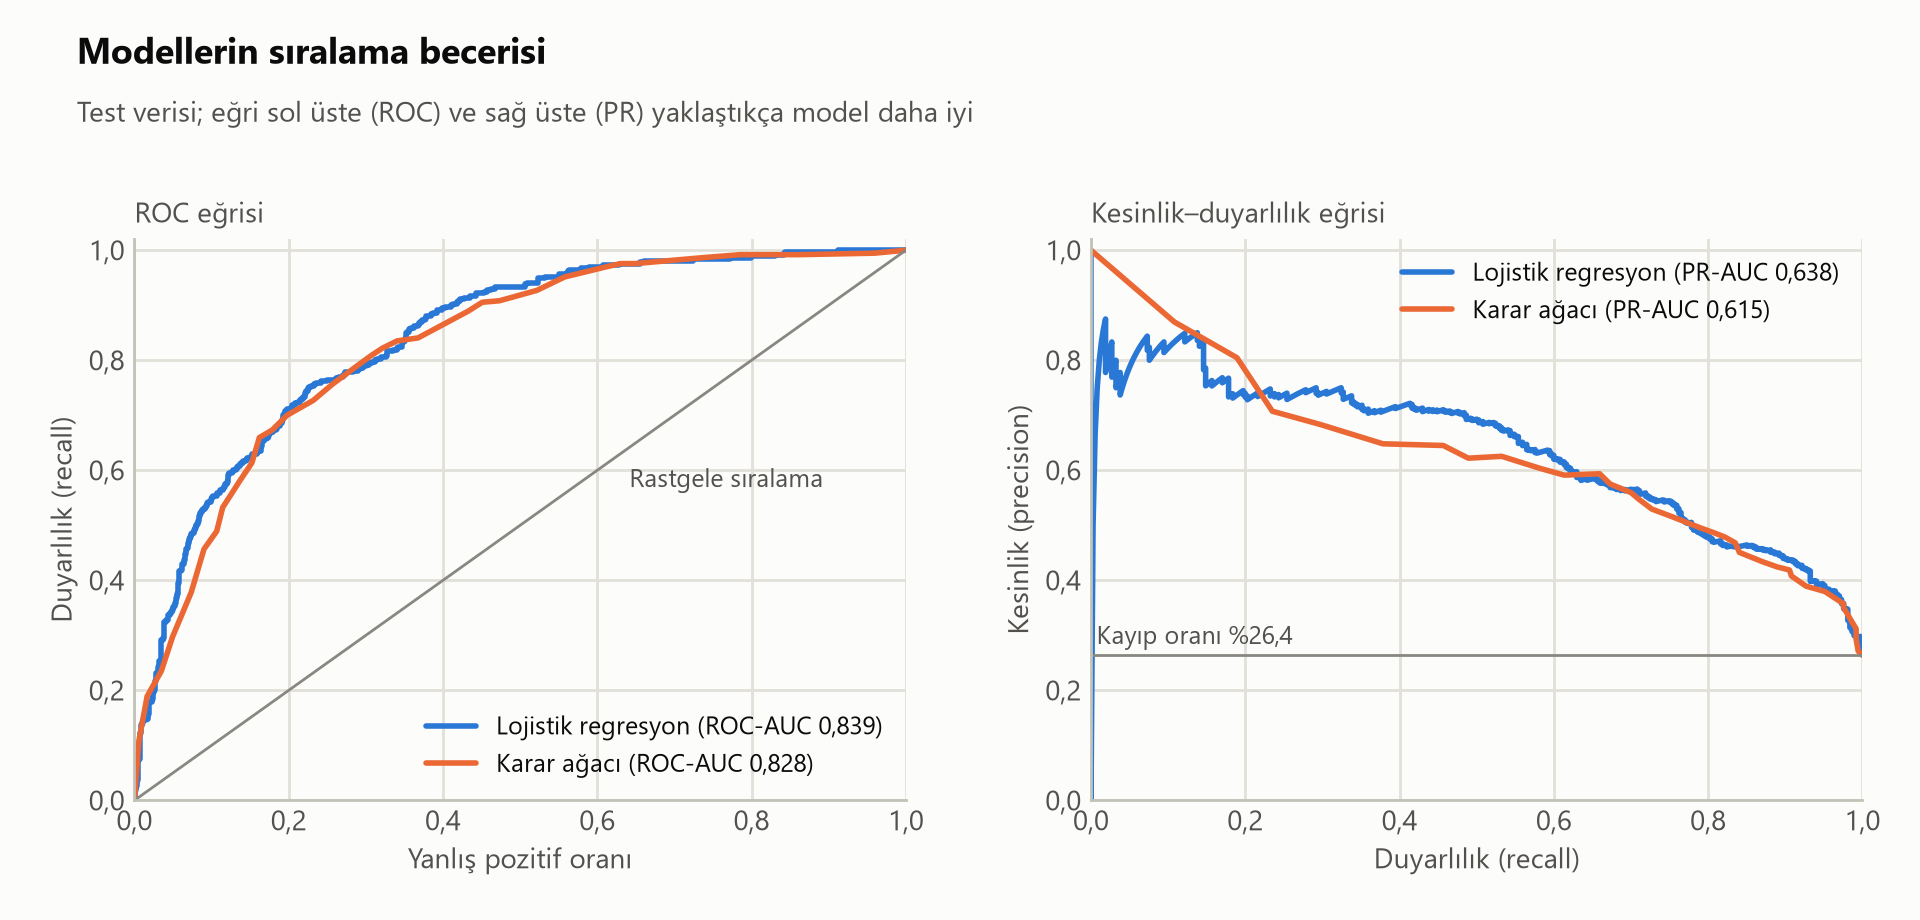 Modellerin sıralama becerisi
Test verisi; eğri sol üste (ROC) ve sağ üste (PR) yaklaştıkça model daha iyi
ROC eğrisi
1,0
0,8
0,6
0,4
0,2
0,0
Duyarlılık (recall)
Rastgele sıralama
Lojistik regresyon (ROC-AUC 0,839)
Karar ağacı (ROC-AUC 0,828)
0,0 0,2 0,4 0,6 0,8 1,0
Yanlış pozitif oranı
Kesinlik–duyarlılık eğrisi
1,0
0,8
0,6
0,4
0,2
0,0
Kesinlik (precision)
Lojistik regresyon (PR-AUC 0,638)
Karar ağacı (PR-AUC 0,615)
Kayıp oranı %26,4
0,0 0,2 0,4 0,6 0,8 1,0
Duyarlılık (recall)